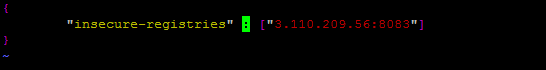 {
"insecure-registries" : ["3.110.209.56:8083"]
}
~